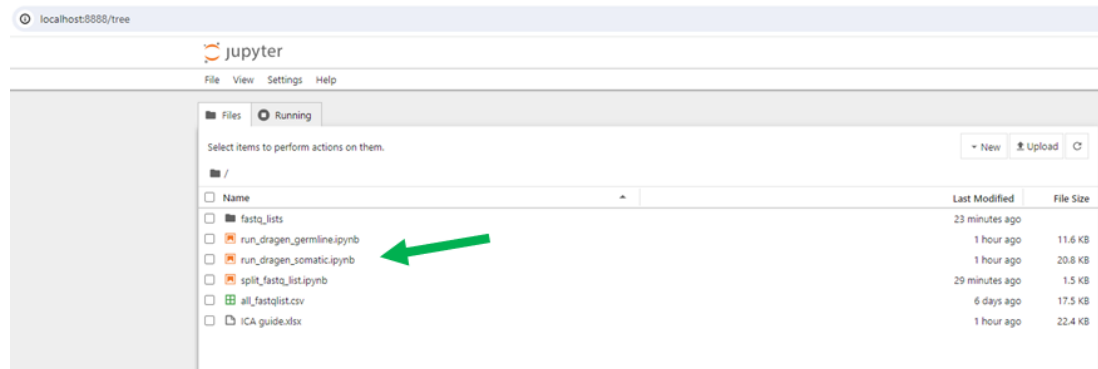 localhost:8888/tree
jupyter
File View Settings Help
Files Running
Select items to perform actions on them.
New Upload
/
Name Last Modified File Size
fastq_lists 23 minutes ago
run_dragen_germline.ipynb 1 hour ago 11.6 KB
run_dragen_somatic.ipynb 1 hour ago 20.8 KB
split_fastq_list.ipynb 29 minutes ago 1.5 KB
all_fastqlist.csv 6 days ago 17.5 KB
ICA guide.xlsx 1 hour ago 22.4 KB